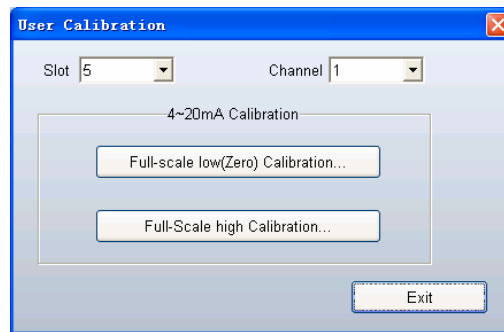 User Calibration
Slot 5 Channel 1
4~20mA Calibration
Full-scale low(Zero) Calibration...
Full-Scale high Calibration...
Exit